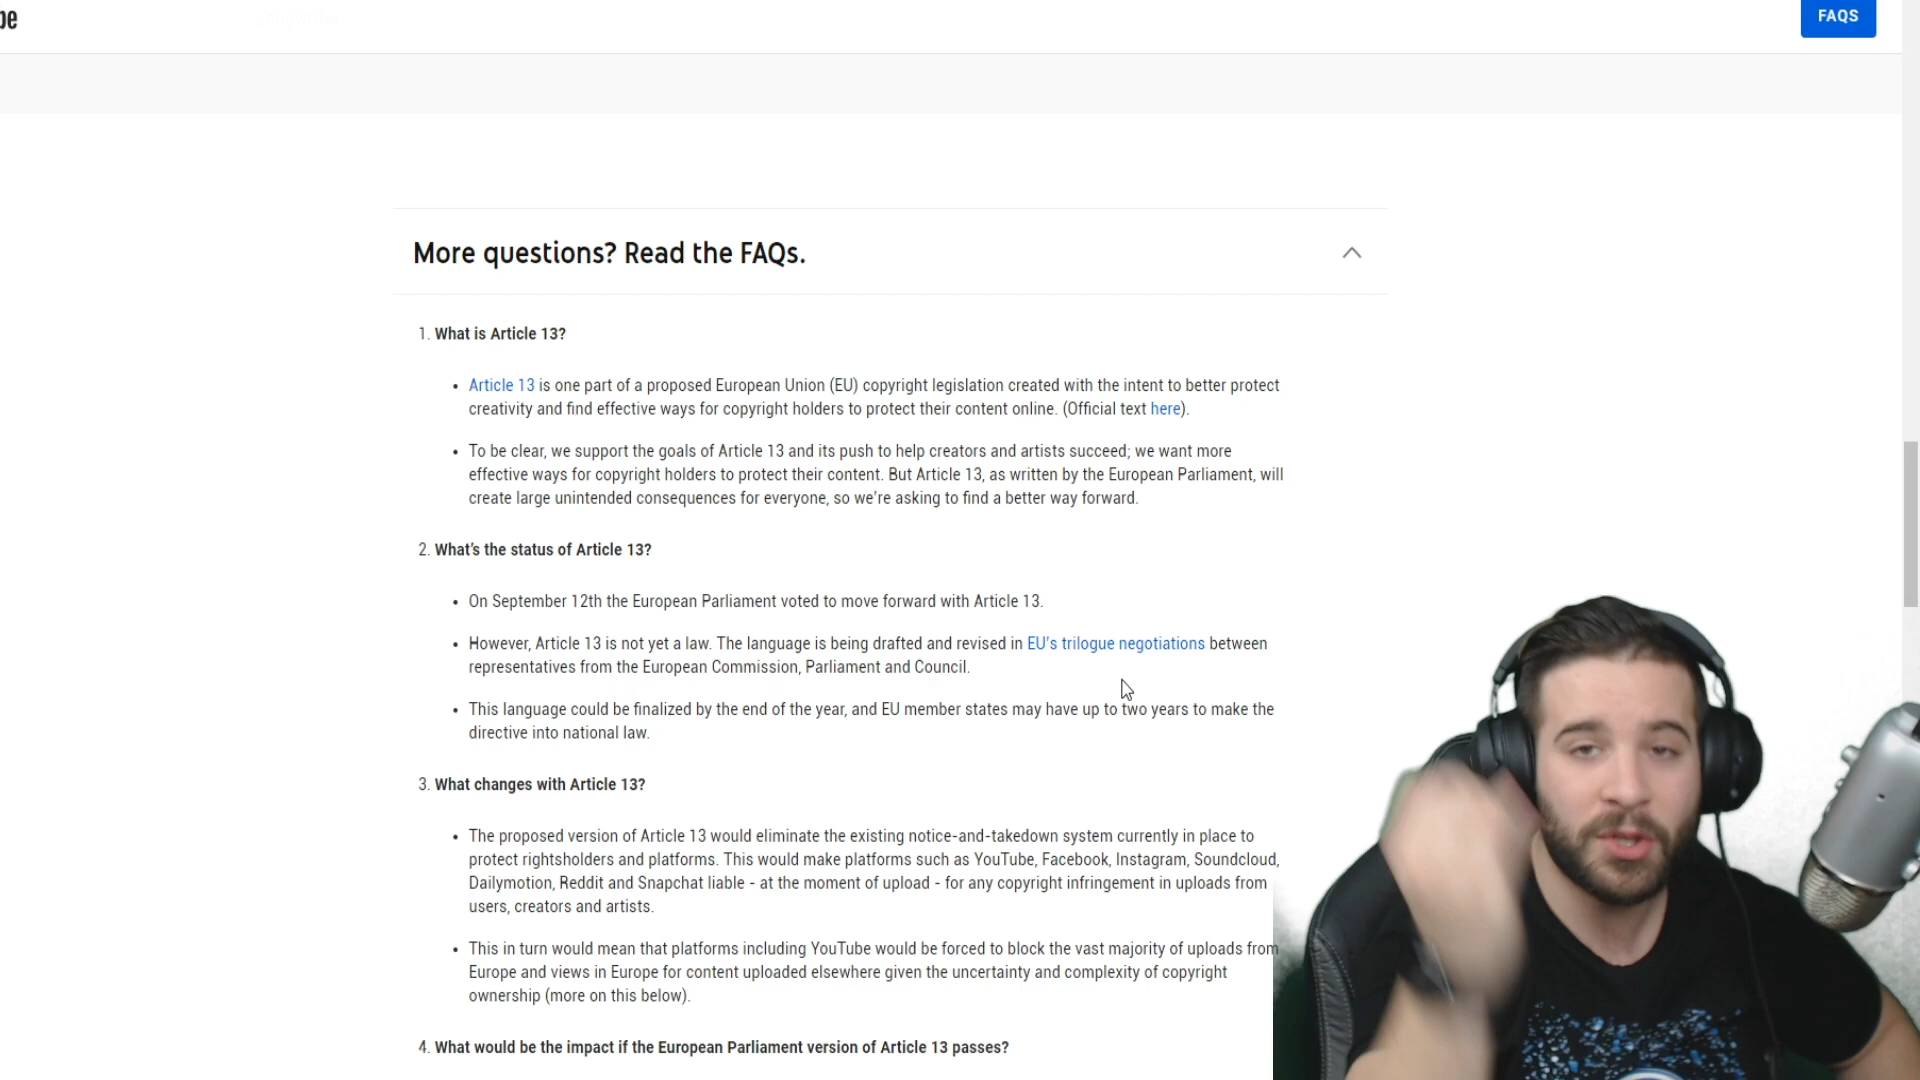 FAQS
More questions? Read the FAQs.
1. What is Article 13?
• Article 13 is one part of a proposed European Union (EU) copyright legislation created with the intent to better protect
creativity and find effective ways for copyright holders to protect their content online. (Official text here).
• To be clear, we support the goals of Article 13 and its push to help creators and artists succeed; we want more
effective ways for copyright holders to protect their content. But Article 13, as written by the European Parliament, will
create large unintended consequences for everyone, so we're asking to find a better way forward.
2. What's the status of Article 13?
• On September 12th the European Parliament voted to move forward with Article 13.
• However, Article 13 is not yet a law. The language is being drafted and revised in EU's trilogue negotiations between
representatives from the European Commission, Parliament and Council.
• This language could be finalized by the end of the year, and EU member states may have up to two years to make the
directive into national law.
3. What changes with Article 13?
• The proposed version of Article 13 would eliminate the existing notice-and-takedown system currently in place to
protect rightsholders and platforms. This would make platforms such as YouTube, Facebook, Instagram, Soundcloud,
Dailymotion, Reddit and Snapchat liable - at the moment of upload - for any copyright infringement in uploads from
users, creators and artists.
• This in turn would mean that platforms including YouTube would be forced to block the vast majority of uploads from
Europe and views in Europe for content uploaded elsewhere given the uncertainty and complexity of copyright
ownership (more on this below).
4. What would be the impact if the European Parliament version of Article 13 passes?